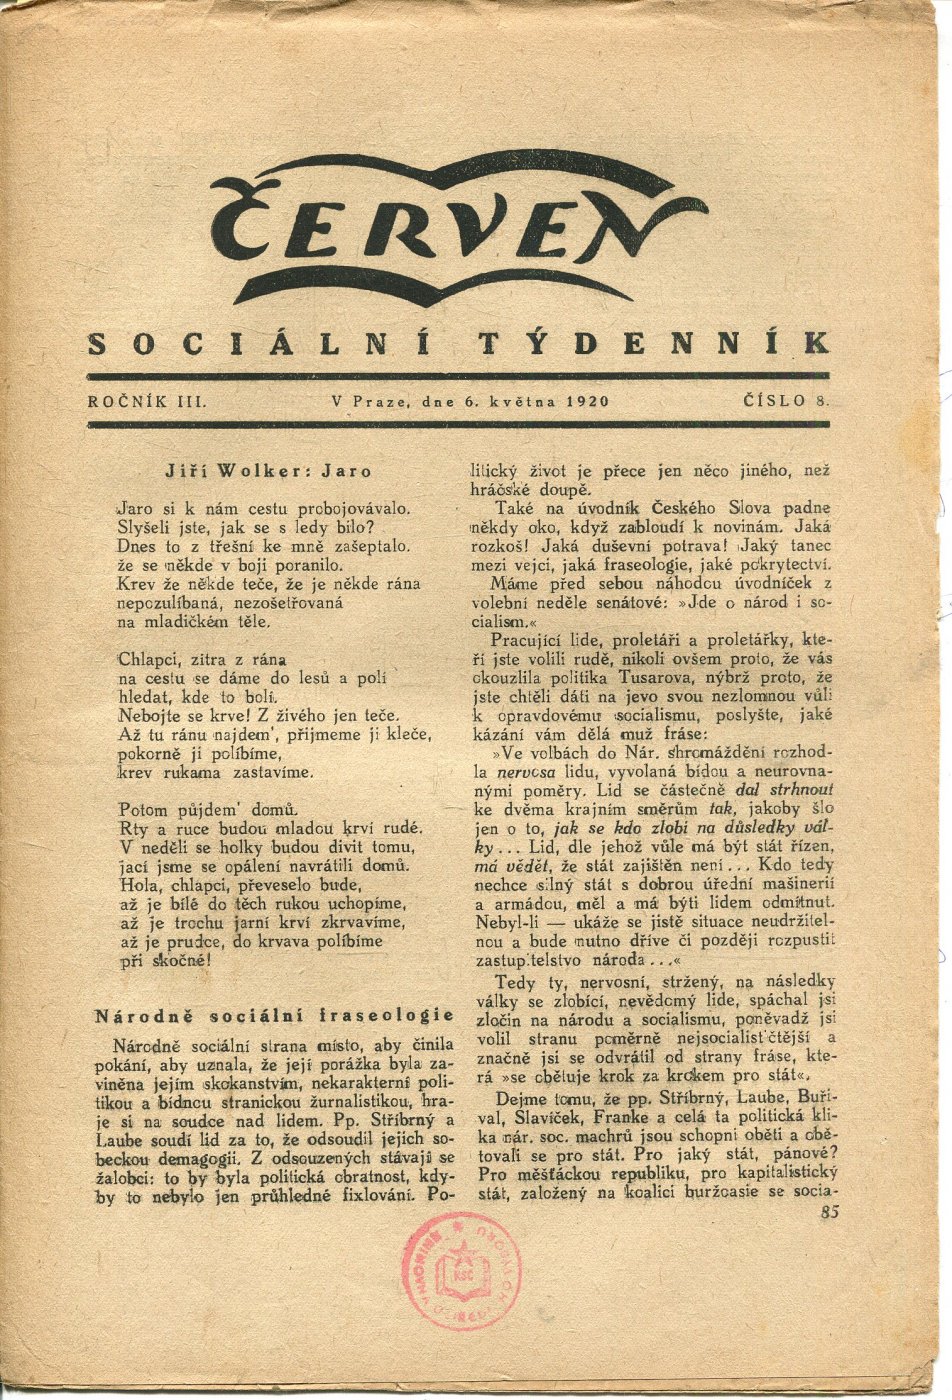 ČERVEN
SOCIÁLNÍ TÝDENNÍK
ROČNÍK III.
V Praze, dne 6. května 1920
ČÍSLO 8.
Jiří Wolker: Jaro
Jaro si k nám cestu probojovávalo.
Slyšeli jste, jak se s ledy bilo?
Dnes to z třešní ke mně zašeptalo.
že se někde v boji poranilo.
Krev že někde teče, že je někde rána
nepozulíbaná, nezošetřovaná
na mladičkém těle.
Chlapci, zitra z rána
na cestu se dáme do lesů a polí
hledat, kde to bolí.
Nebojte se krve! Z živého jen teče.
Až tu ránu najdem', přijmeme ji kleče,
pokorně ji políbíme,
krev rukama zastavíme.
Potom půjdem' domů.
Rty a ruce budou mladou krví rudé.
V neděli se holky budou divit tomu,
jací jsme se opálení navrátili domů.
Hola, chlapci, převeselo bude,
až je bílé do těch rukou uchopíme,
až je trochu jarní krví zkrvavíme,
až je prudce, do krvava políbíme
při skočné!
Národně sociální fraseologie
Národně sociální strana místo, aby činila
pokání, aby uznala, že její porážka byla za-
viněna jejím skokanstvím, nekarakterní poli-
tikou a bídnou stranickou žurnalistikou, hra-
je si na soudce nad lidem. Pp. Stříbrný a
Laube soudí lid za to, že odsoudil jejich so-
beckou demagogii. Z odsouzených stávají se
žalobci: to by byla politická obratnost, kdy-
by to nebylo jen průhledné fixlování. Po-
litický život je přece jen něco jiného, než
hráčské doupě.
Také na úvodník Českého Slova padne
někdy oko, když zabloudí k novinám. Jaká
rozkoš! Jaká duševní potrava! Jaký tanec
mezi vejci, jaká fraseologie, jaké pokrytectví.
Máme před sebou náhodou úvodníček z
volební neděle senátové: »Jde o národ i so-
cialism.«
Pracující lide, proletáři a proletářky, kte-
ří jste volili rudě, nikoli ovšem proto, že vás
okouzlila politika Tusarova, nýbrž proto, že
jste chtěli dáti na jevo svou nezlomnou vůli
k opravdovému socialismu, poslyšte, jaké
kázání vám dělá muž fráse:
»Ve volbách do Nár. shromáždění rozhod-
la nervosa lidu, vyvolaná bídou a neurovna-
nými poměry. Lid se částečně dal strhnout
ke dvěma krajním směrům tak, jakoby šlo
jen o to, jak se kdo zlobí na důsledky vál-
ky... Lid, dle jehož vůle má být stát řízen,
má vědět, že stát zajištěn není... Kdo tedy
nechce silný stát s dobrou úřední mašinerií
a armádou, měl a má býti lidem odmítnut.
Nebyl-li — ukáže se jistě situace neudržitel-
nou a bude nutno dříve či později rozpustit
zastupitelstvo národa...«
Tedy ty, nervosní, stržený, na následky
války se zlobící, nevědomý lide, spáchal jsi
zločin na národu a socialismu, poněvadž jsi
volil stranu poměrně nejsocialističtější a
značně jsi se odvrátil od strany fráse, kte-
rá »se obětuje krok za krokem pro stát«.
Dejme tomu, že pp. Stříbrný, Laube, Buří-
val, Slavíček, Franke a celá ta politická kli-
ka nár. soc. machrů jsou schopni oběti a obě-
tovali se pro stát. Pro jaký stát, pánové?
Pro měšťáckou republiku, pro kapitalistický
stát, založený na koalici buržoasie se socia-
85
KSČ